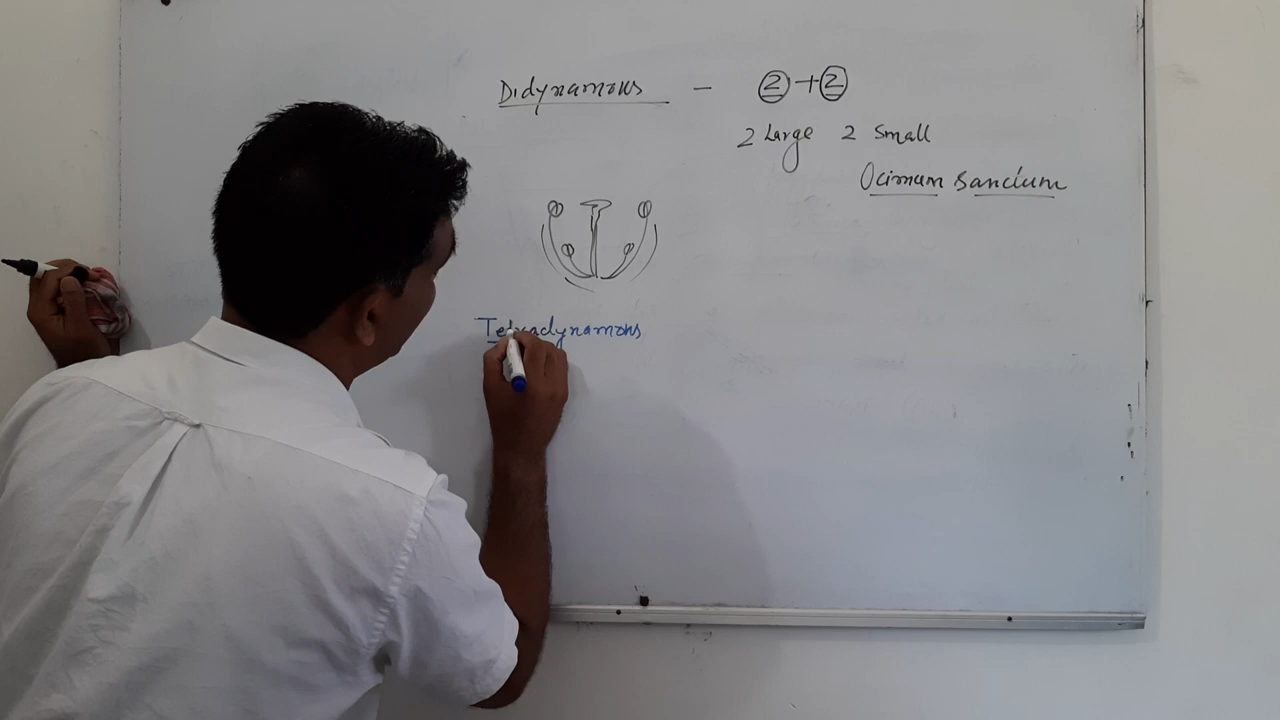 Didynamous - 2+2
2 Large 2 Small
Ocimum Sanctum
Tetradynamous